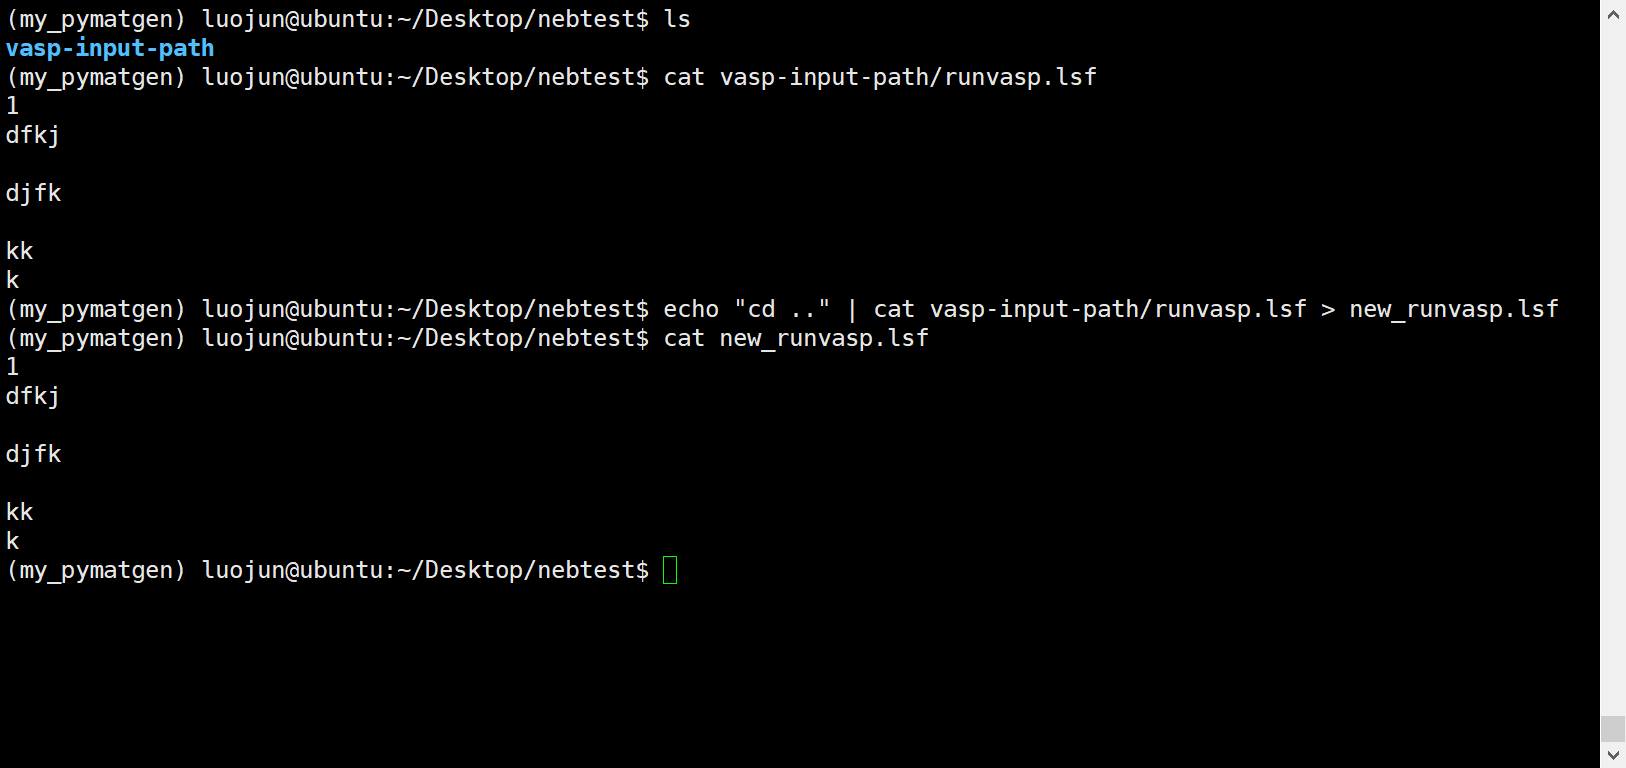 (my_pymatgen) luojun@ubuntu:~/Desktop/nebtest$ ls
vasp-input-path
(my_pymatgen) luojun@ubuntu:~/Desktop/nebtest$ cat vasp-input-path/runvasp.lsf
1
dfkj
djfk
kk
k
(my_pymatgen) luojun@ubuntu:~/Desktop/nebtest$ echo "cd .." | cat vasp-input-path/runvasp.lsf > new_runvasp.lsf
(my_pymatgen) luojun@ubuntu:~/Desktop/nebtest$ cat new_runvasp.lsf
1
dfkj
djfk
kk
k
(my_pymatgen) luojun@ubuntu:~/Desktop/nebtest$